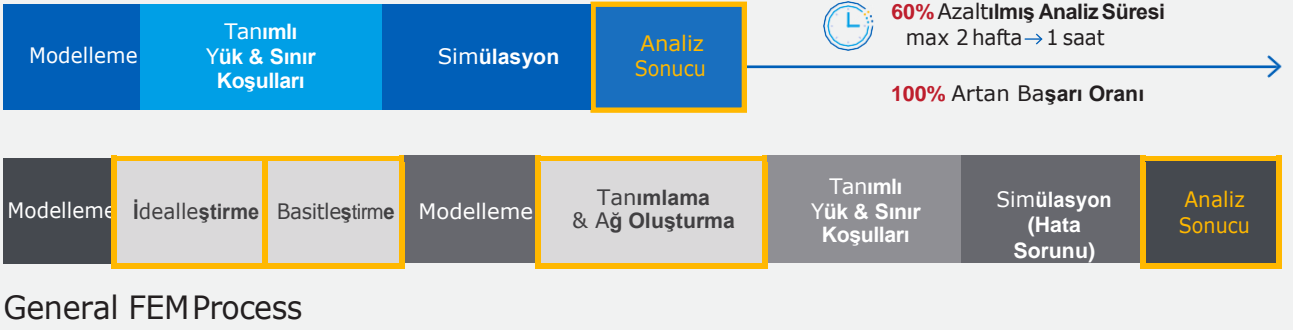 Modelleme
Tanımlı
Yük & Sınır
Koşulları
Simülasyon
Analiz
Sonucu
60% Azaltılmış Analiz Süresi
max 2 hafta→1 saat
100% Artan Başarı Oranı
Modelleme
İdealleştirme
Basitleştirme
Modelleme
Tanımlama
& Ağ Oluşturma
Tanımlı
Yük & Sınır
Koşulları
Simülasyon
(Hata
Sorunu)
Analiz
Sonucu
General FEM Process